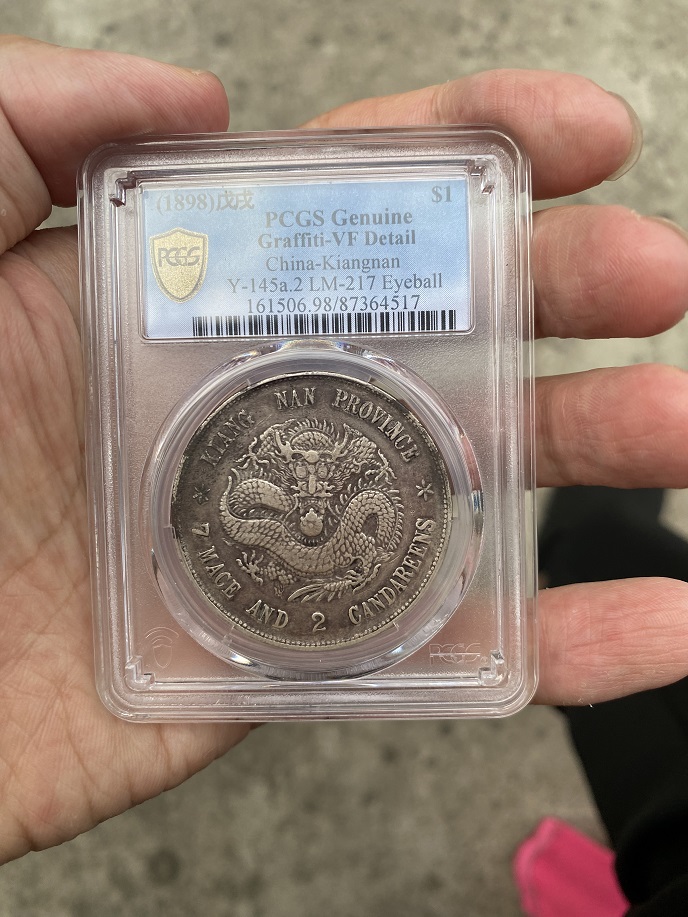 (1898)戊戌 $1
PCGS Genuine
Graffiti-VF Detail
China-Kiangnan
Y-145a.2 LM-217 Eyeball
161506.98/87364517
PCGS
KIANG NAN PROVINCE
7 MACE AND 2 CANDAREENS
PCGS